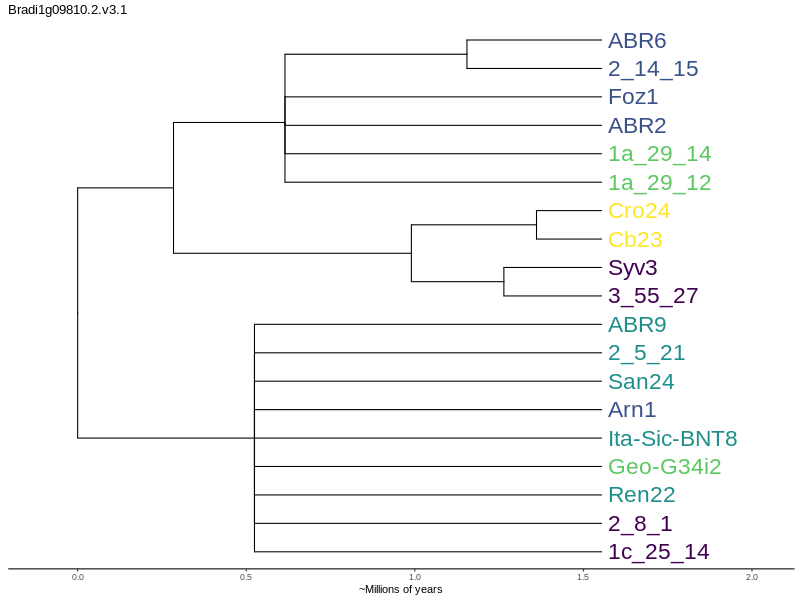 Bradi1g09810.2.v3.1
ABR6
2_14_15
Foz1
ABR2
1a_29_14
1a_29_12
Cro24
Cb23
Syv3
3_55_27
ABR9
2_5_21
San24
Arn1
Ita-Sic-BNT8
Geo-G34i2
Ren22
2_8_1
1c_25_14
0.0 0.5 1.0 1.5 2.0
~Millions of years